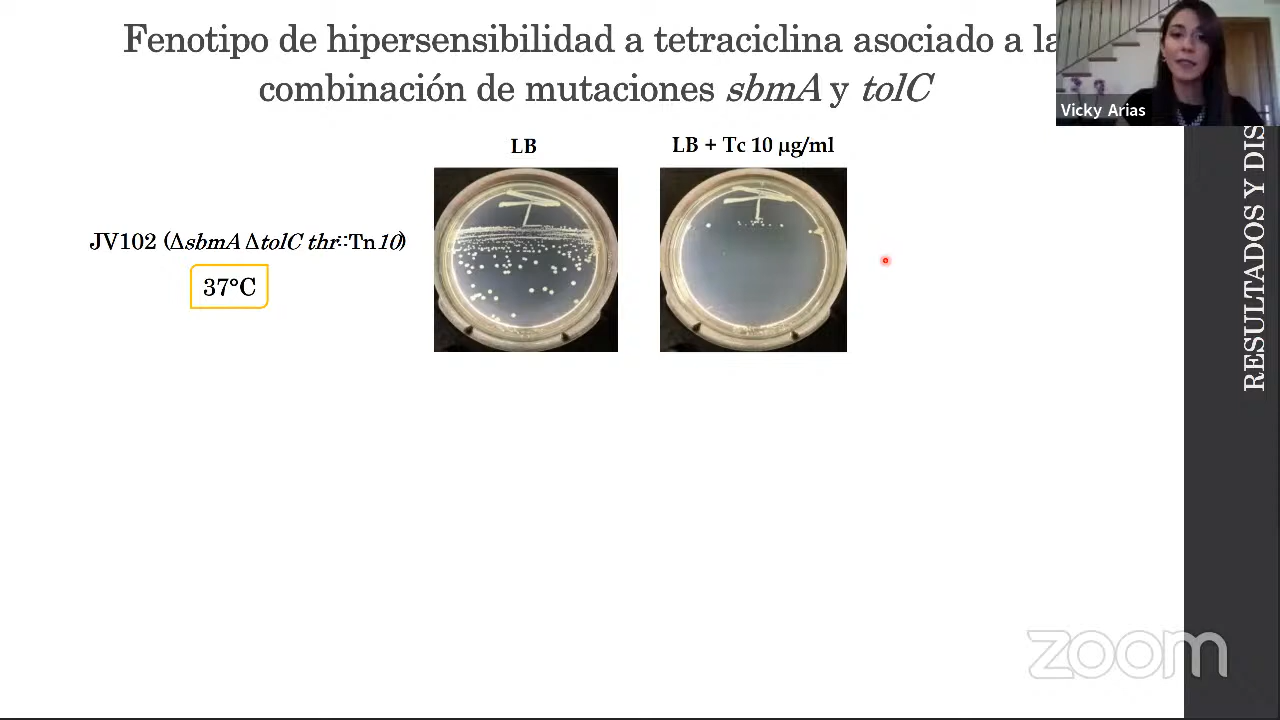 Fenotipo de hipersensibilidad a tetraciclina asociado a la
combinación de mutaciones sbmA y tolC
Vicky Arias
LB
LB + Tc 10 µg/ml
JV102 (ΔsbmA ΔtolC thr::Tn10)
37°C
RESULTADOS Y DIS
zoom